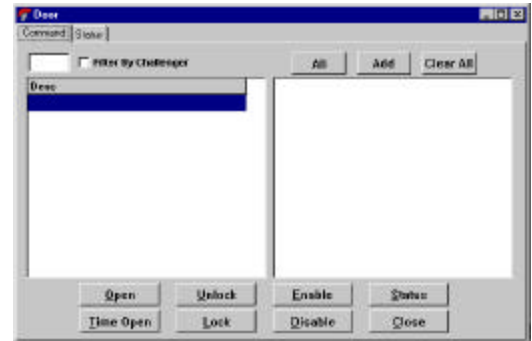 Door
Command Status
Filter By Challenger All Add Clear All
Desc
Open Unlock Enable Status
Time Open Lock Disable Close